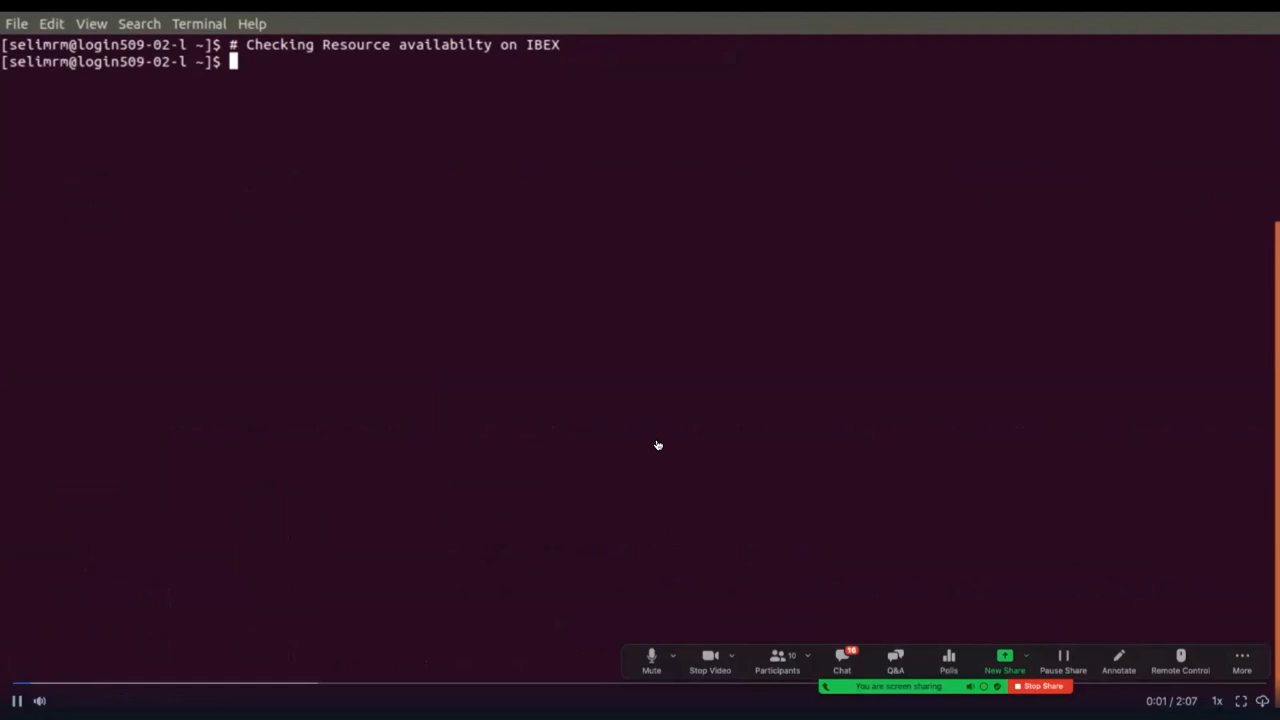 File Edit View Search Terminal Help
[selimrm@login509-02-l ~]$ # Checking Resource availabilty on IBEX
[selimrm@login509-02-l ~]$
10 16
Mute Stop Video Participants Chat Q&A Polls New Share Pause Share Annotate Remote Control More
You are screen sharing Stop Share
0:01 / 2:07 1x